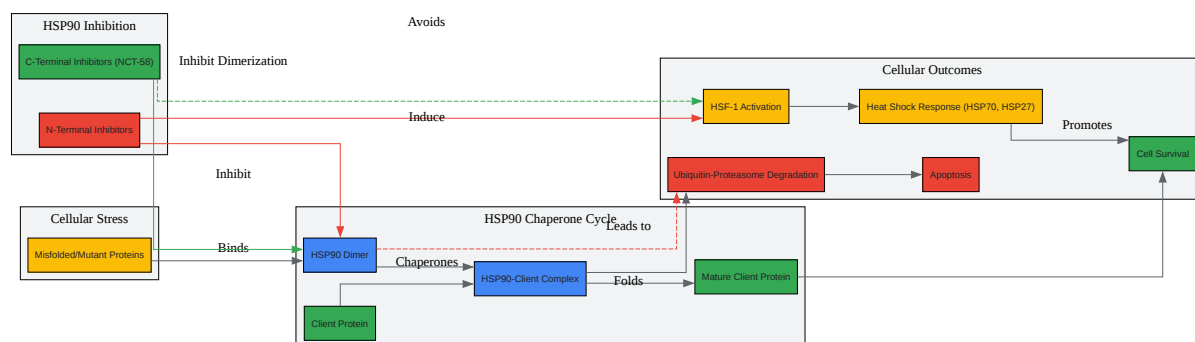 HSP90 Inhibition
Avoids
C-Terminal Inhibitors (NCT-58)
Inhibit Dimerization
Cellular Outcomes
HSF-1 Activation
Heat Shock Response (HSP70, HSP27)
Induce
N-Terminal Inhibitors
Promotes
Cell Survival
Inhibit
Ubiquitin-Proteasome Degradation
Apoptosis
Cellular Stress
HSP90 Chaperone Cycle
Leads to
Misfolded/Mutant Proteins
Binds
HSP90 Dimer
Chaperones
HSP90-Client Complex
Folds
Mature Client Protein
Client Protein